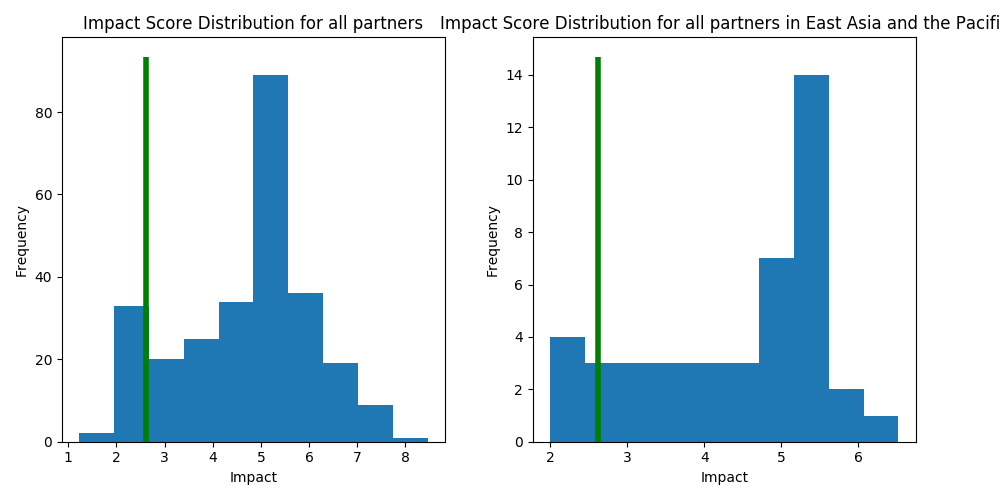 Impact Score Distribution for all partners
Frequency
80
60
40
20
0
1 2 3 4 5 6 7 8
Impact
Impact Score Distribution for all partners in East Asia and the Pacifi
Frequency
14
12
10
8
6
4
2
0
2 3 4 5 6
Impact